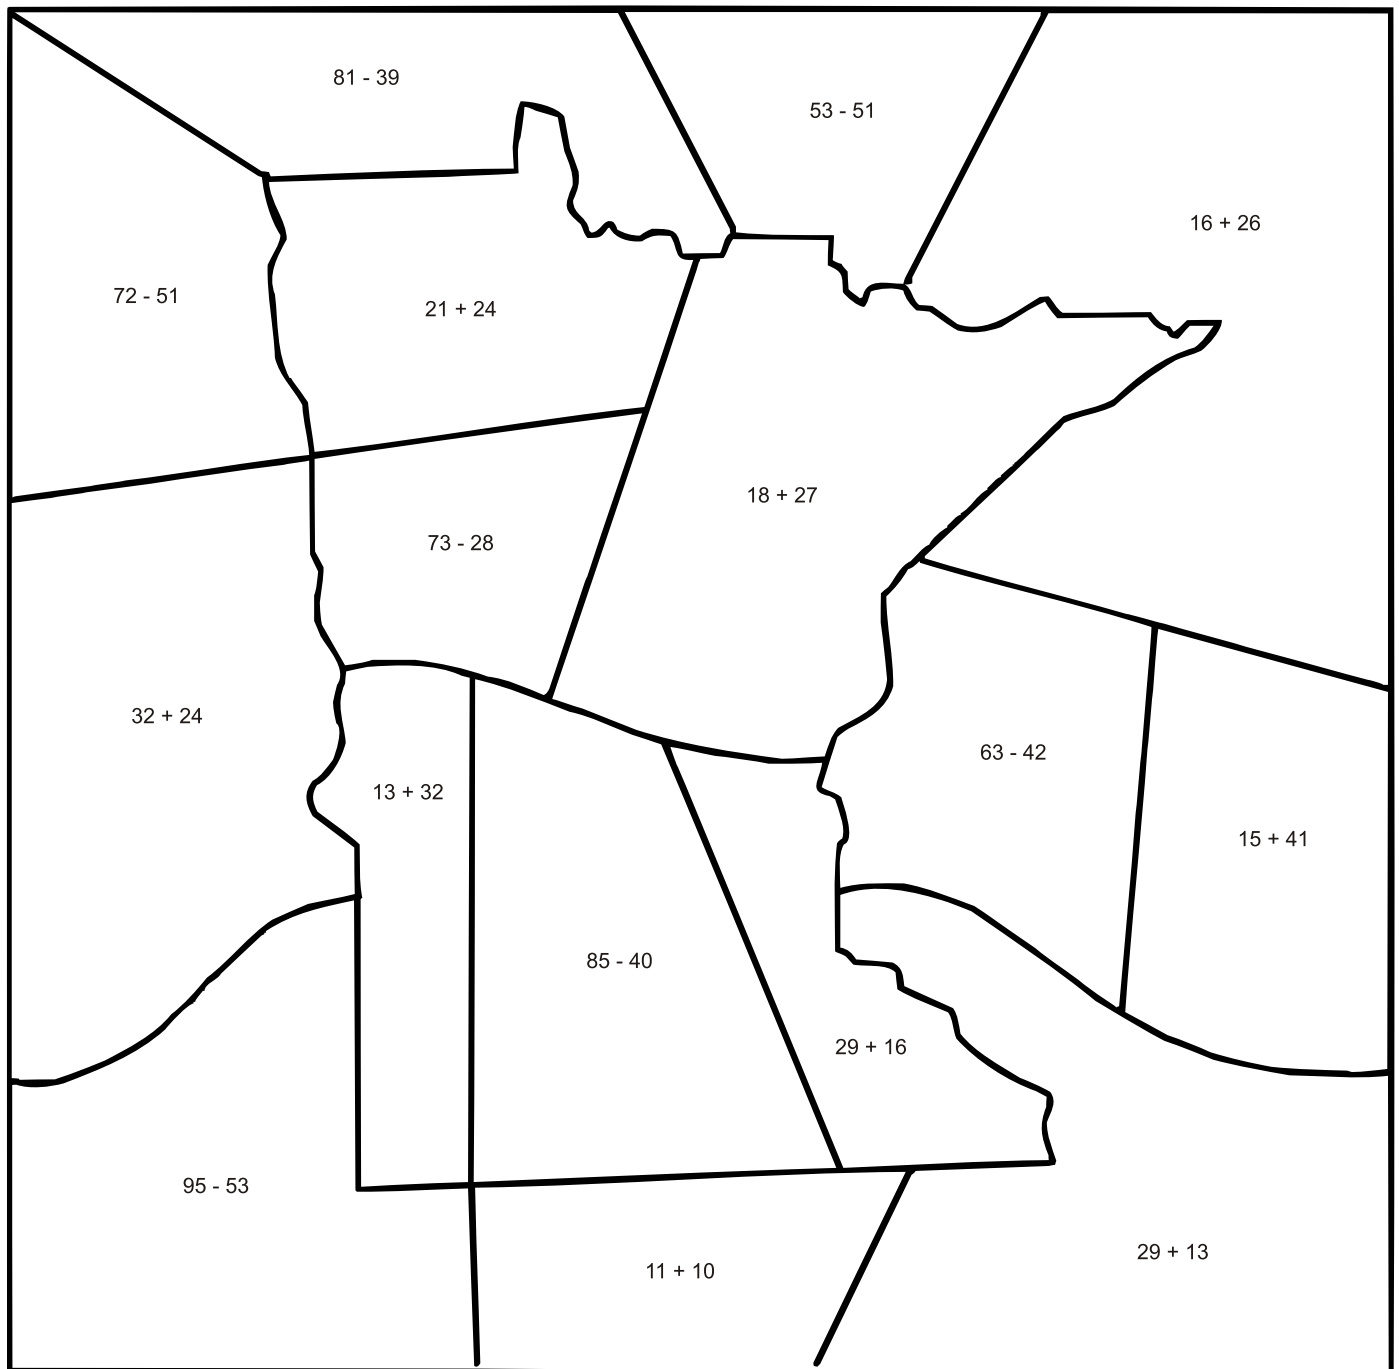 81 - 39
53 - 51
16 + 26
72 - 51
21 + 24
18 + 27
73 - 28
32 + 24
63 - 42
13 + 32
15 + 41
85 - 40
29 + 16
95 - 53
29 + 13
11 + 10